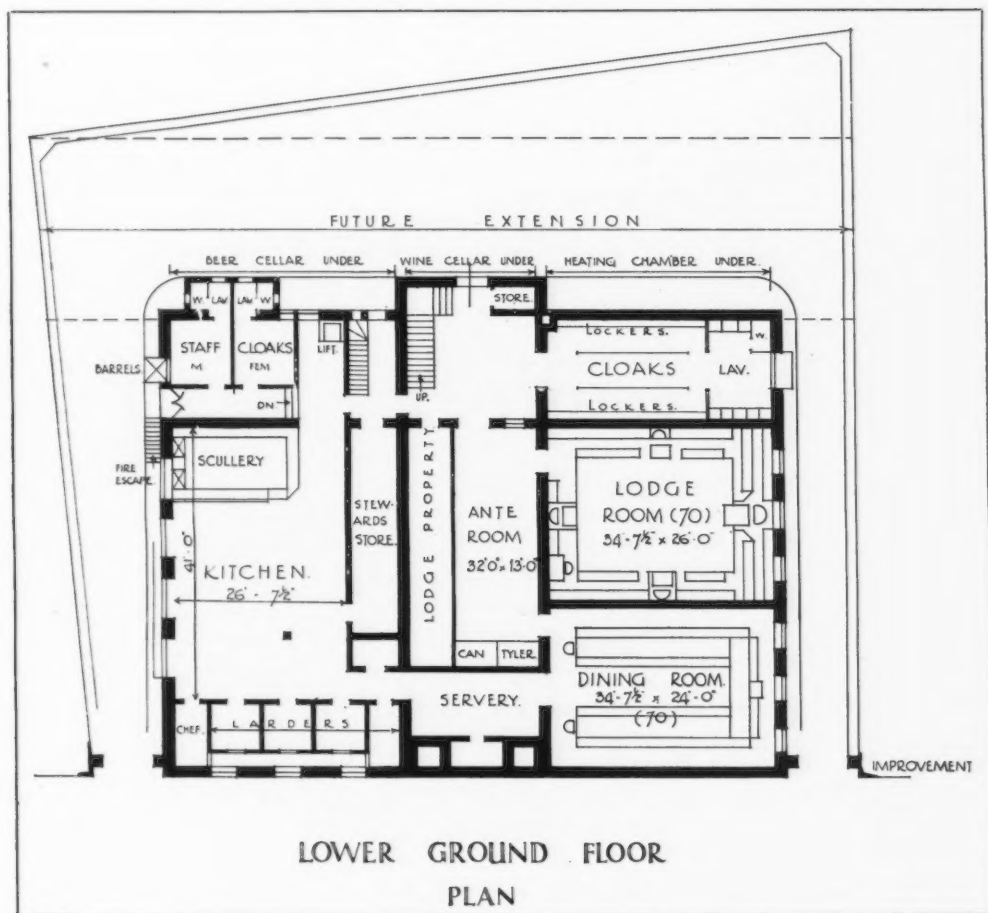 FUTURE EXTENSION
BEER CELLAR UNDER
WINE CELLAR UNDER
HEATING CHAMBER UNDER.
W. LAV. LAV. W.
STORE.
STAFF
M.
CLOAKS
FEM.
LIFT.
BARRELS
DN.
UP.
LOCKERS.
CLOAKS
LAV.
W.
LOCKERS.
FIRE
ESCAPE.
SCULLERY
41'-0"
KITCHEN.
26'-7½"
STEW-
ARDS
STORE.
LODGE PROPERTY
ANTE
ROOM
32'0" x 13'0"
LODGE
ROOM (70)
34'-7½" x 26'-0"
CAN
TYLER.
SERVERY.
DINING ROOM.
34'-7½" x 24'-0"
(70)
CHEF.
LARDERS
IMPROVEMENT
LOWER GROUND FLOOR
PLAN